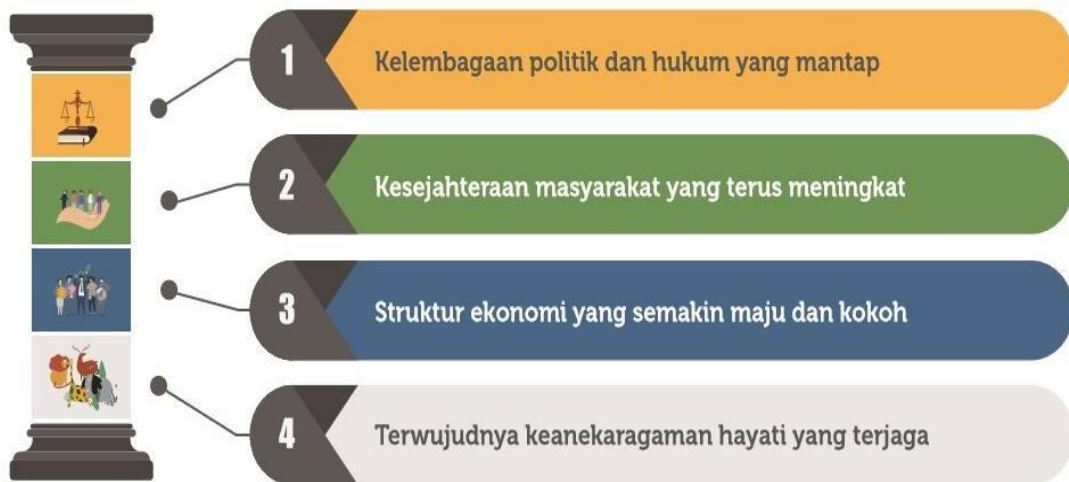 1
Kelembagaan politik dan hukum yang mantap
2
Kesejahteraan masyarakat yang terus meningkat
3
Struktur ekonomi yang semakin maju dan kokoh
4
Terwujudnya keanekaragaman hayati yang terjaga